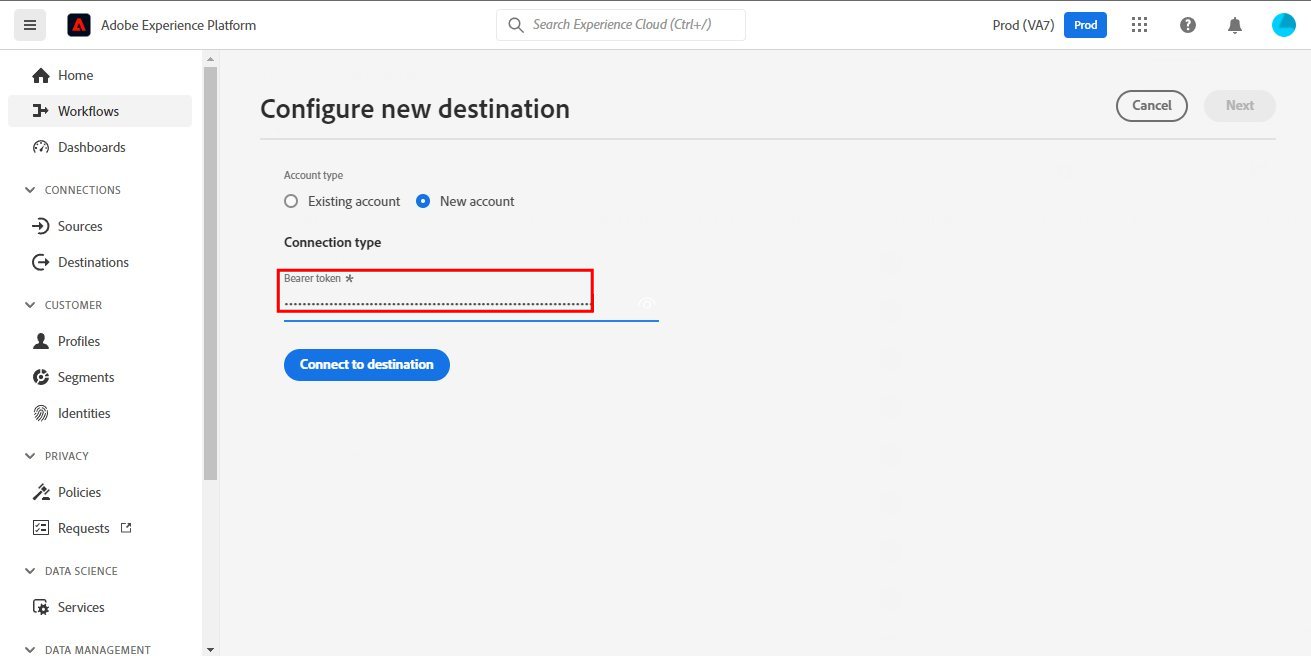 Adobe Experience Platform
Search Experience Cloud (Ctrl+/)
Prod (VA7)
Prod
Home
Workflows
Dashboards
CONNECTIONS
Sources
Destinations
CUSTOMER
Profiles
Segments
Identities
PRIVACY
Policies
Requests
DATA SCIENCE
Services
DATA MANAGEMENT
Configure new destination
Cancel
Next
Account type
Existing account
New account
Connection type
Bearer token *
Connect to destination